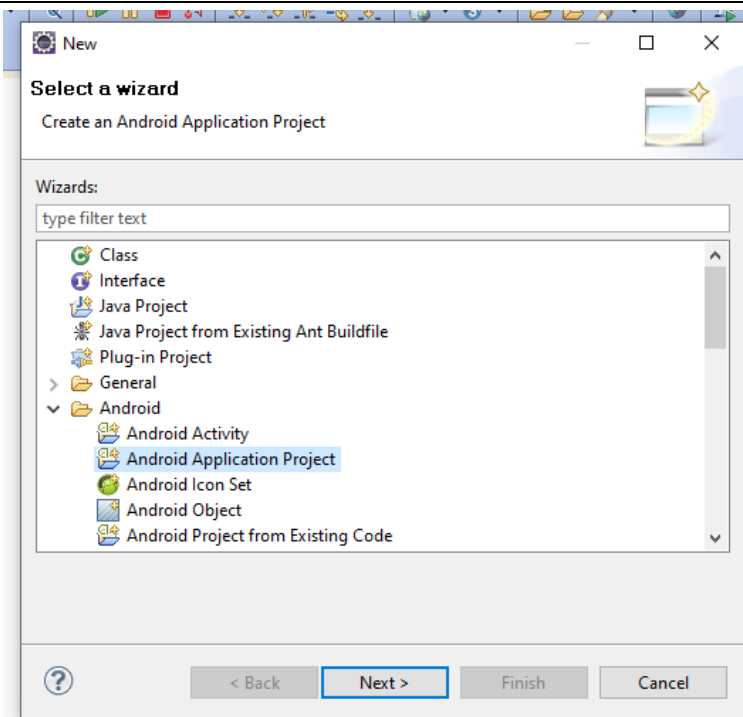 New
Select a wizard
Create an Android Application Project
Wizards:
type filter text
Class
Interface
Java Project
Java Project from Existing Ant Buildfile
Plug-in Project
General
Android
Android Activity
Android Application Project
Android Icon Set
Android Object
Android Project from Existing Code
< Back Next > Finish Cancel